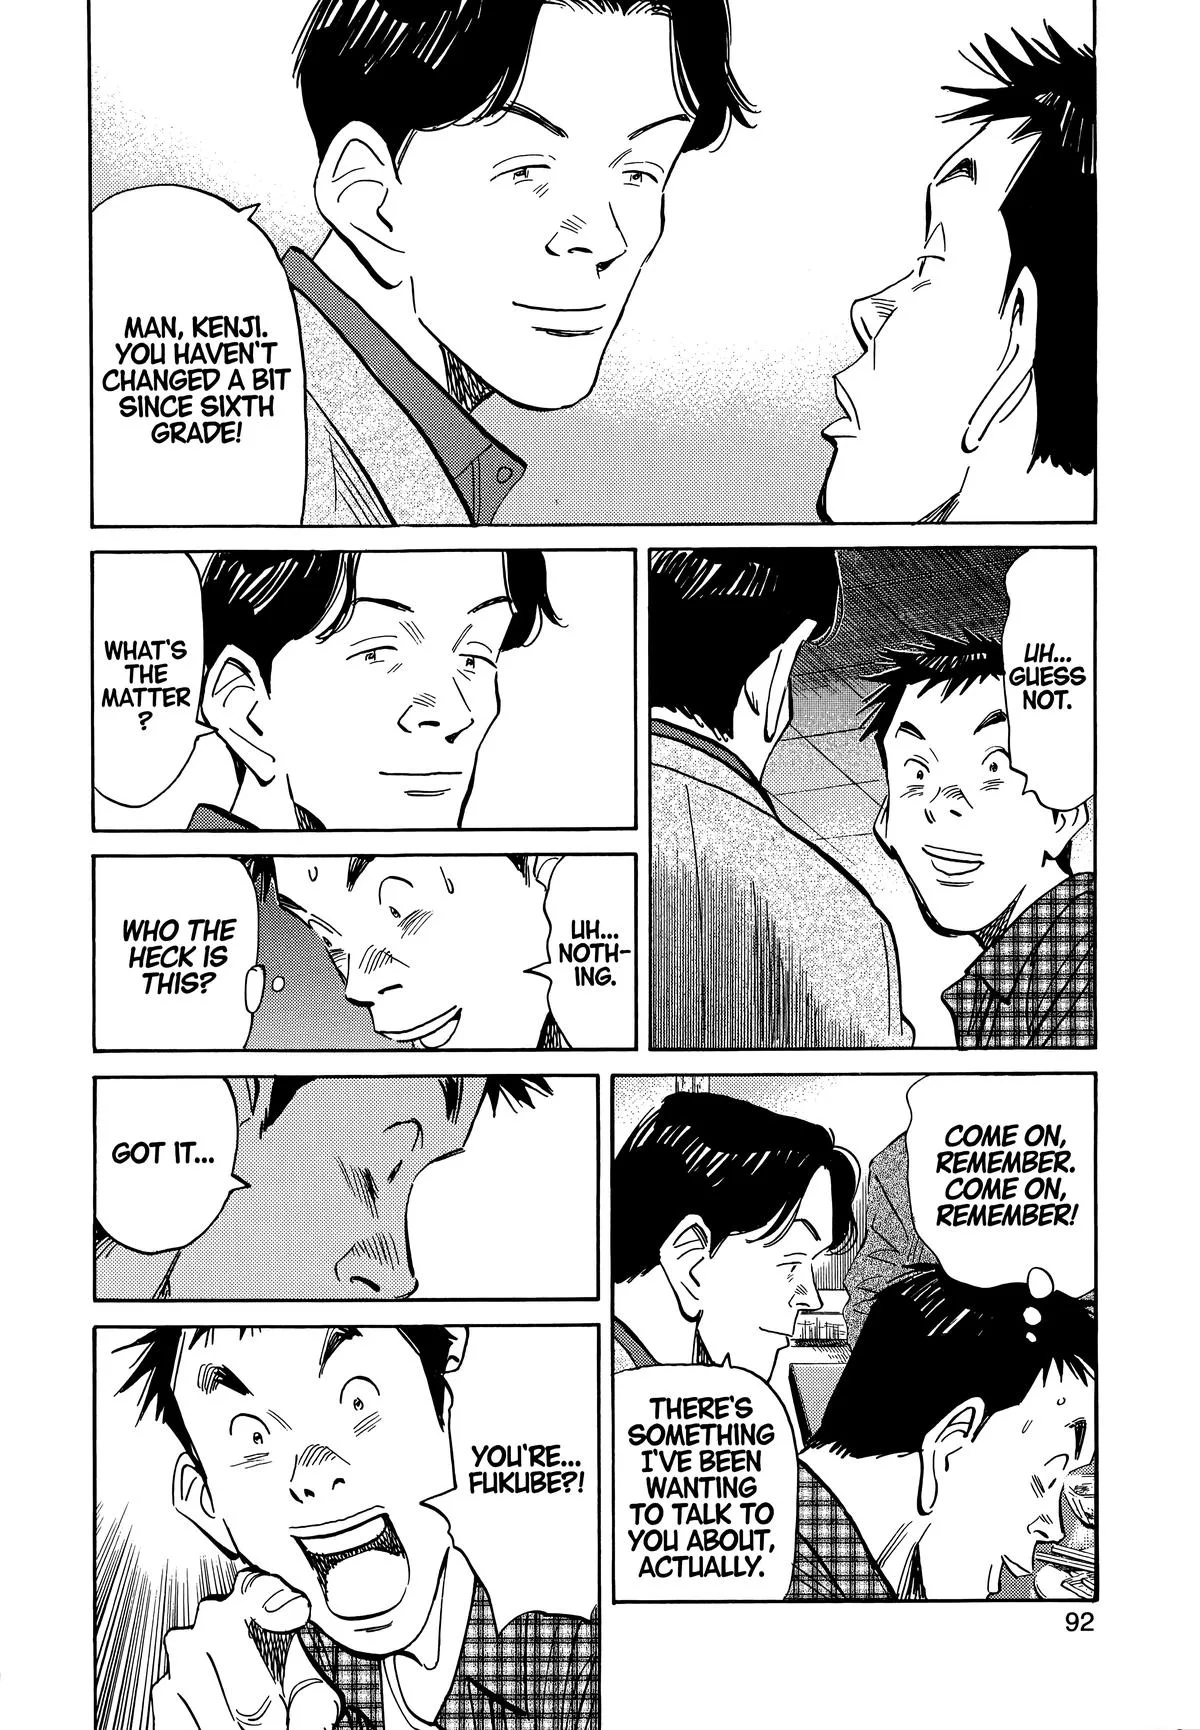 MAN, KENJI.
YOU HAVEN'T
CHANGED A BIT
SINCE SIXTH
GRADE!
UH...
GUESS
NOT.
WHAT'S
THE
MATTER
?
UH...
NOTH-
ING.
WHO THE
HECK IS
THIS?
COME ON,
REMEMBER.
COME ON,
REMEMBER!
THERE'S
SOMETHING
I'VE BEEN
WANTING
TO TALK TO
YOU ABOUT,
ACTUALLY.
GOT IT...
YOU'RE...
FUKUBE?!
92